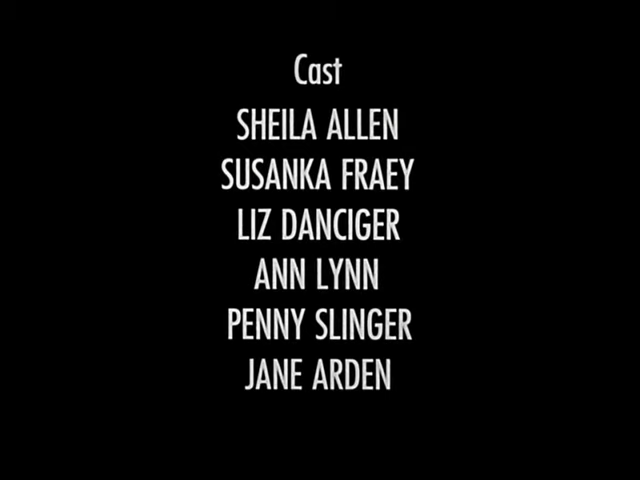 Cast
SHEILA ALLEN
SUSANKA FRAEY
LIZ DANCIGER
ANN LYNN
PENNY SLINGER
JANE ARDEN